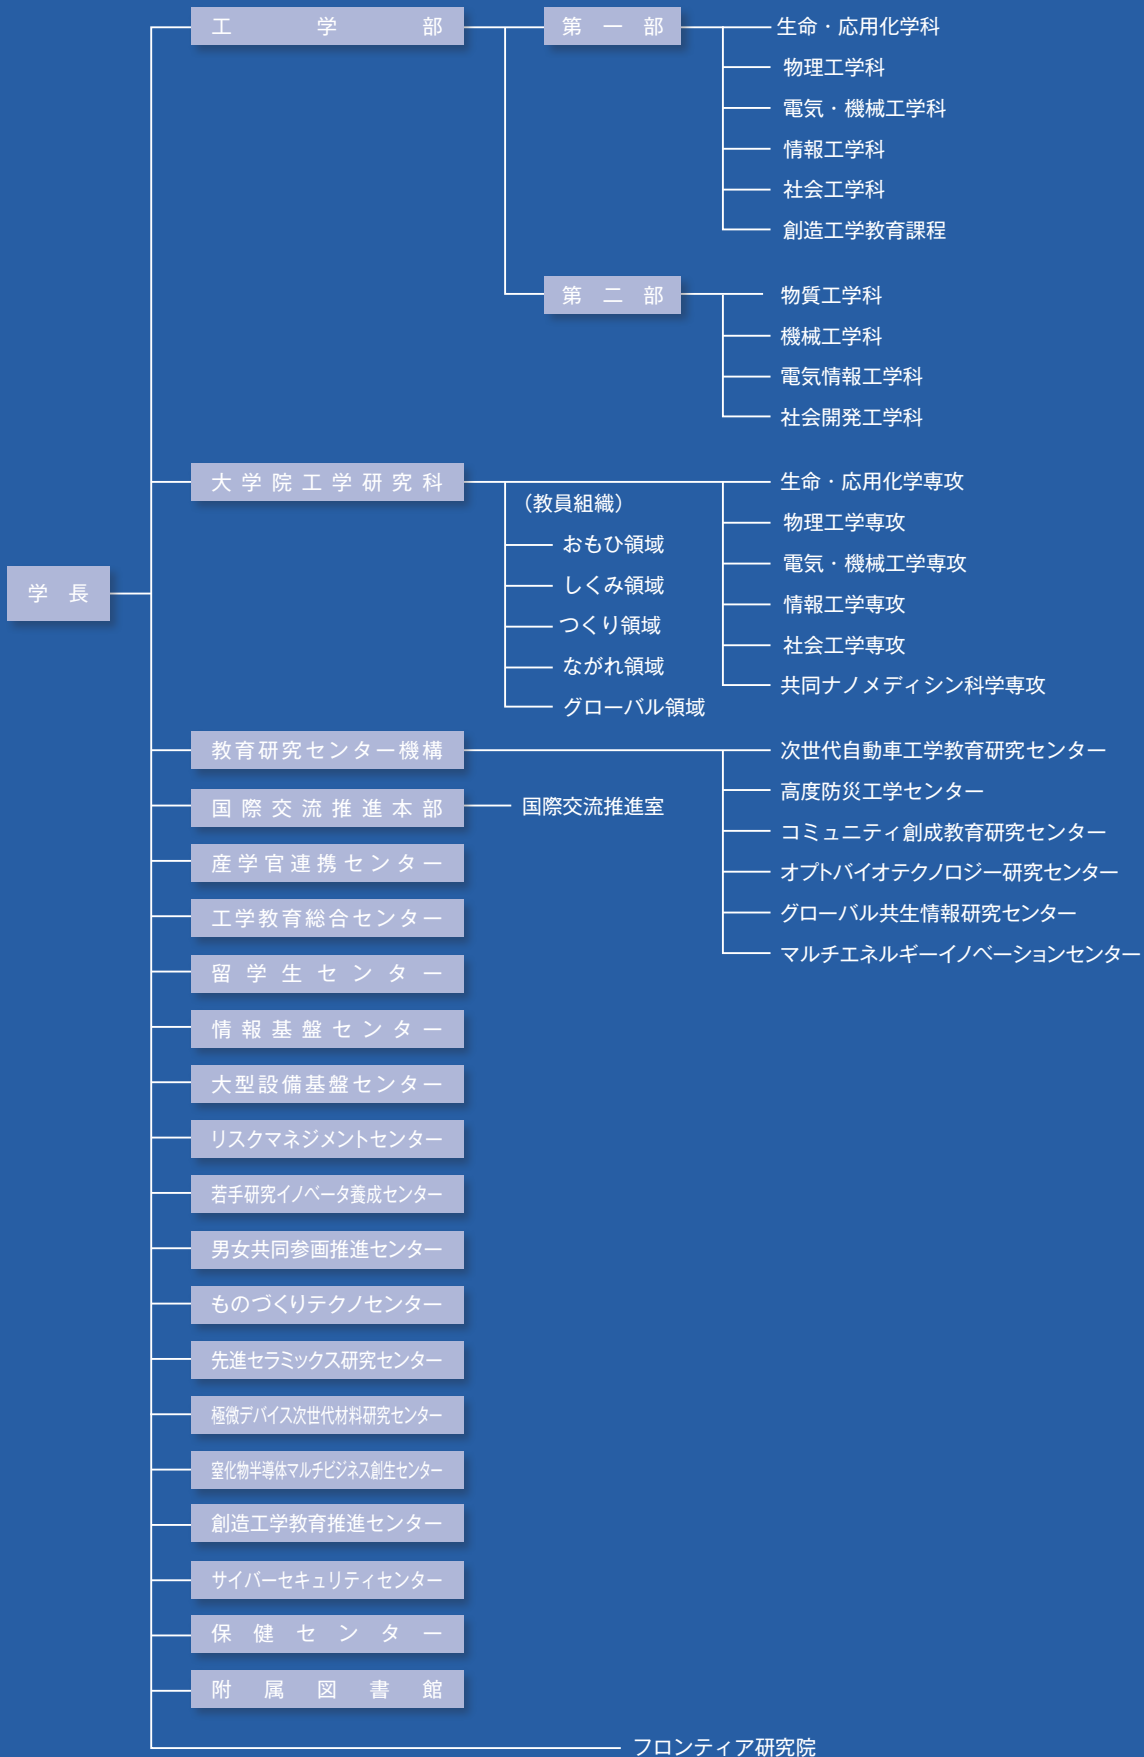 学長
工学部
第一部
生命・応用化学科
物理工学科
電気・機械工学科
情報工学科
社会工学科
創造工学教育課程
第二部
物質工学科
機械工学科
電気情報工学科
社会開発工学科
大学院工学研究科
（教員組織）
おもひ領域
しくみ領域
つくり領域
ながれ領域
グローバル領域
生命・応用化学専攻
物理工学専攻
電気・機械工学専攻
情報工学専攻
社会工学専攻
共同ナノメディシン科学専攻
教育研究センター機構
次世代自動車工学教育研究センター
高度防災工学センター
コミュニティ創成教育研究センター
オプトバイオテクノロジー研究センター
グローバル共生情報研究センター
マルチエネルギーイノベーションセンター
国際交流推進本部
国際交流推進室
産学官連携センター
工学教育総合センター
留学生センター
情報基盤センター
大型設備基盤センター
リスクマネジメントセンター
若手研究イノベータ養成センター
男女共同参画推進センター
ものづくりテクノセンター
先進セラミックス研究センター
極微デバイス次世代材料研究センター
窒化物半導体マルチビジネス創生センター
創造工学教育推進センター
サイバーセキュリティセンター
保健センター
附属図書館
フロンティア研究院